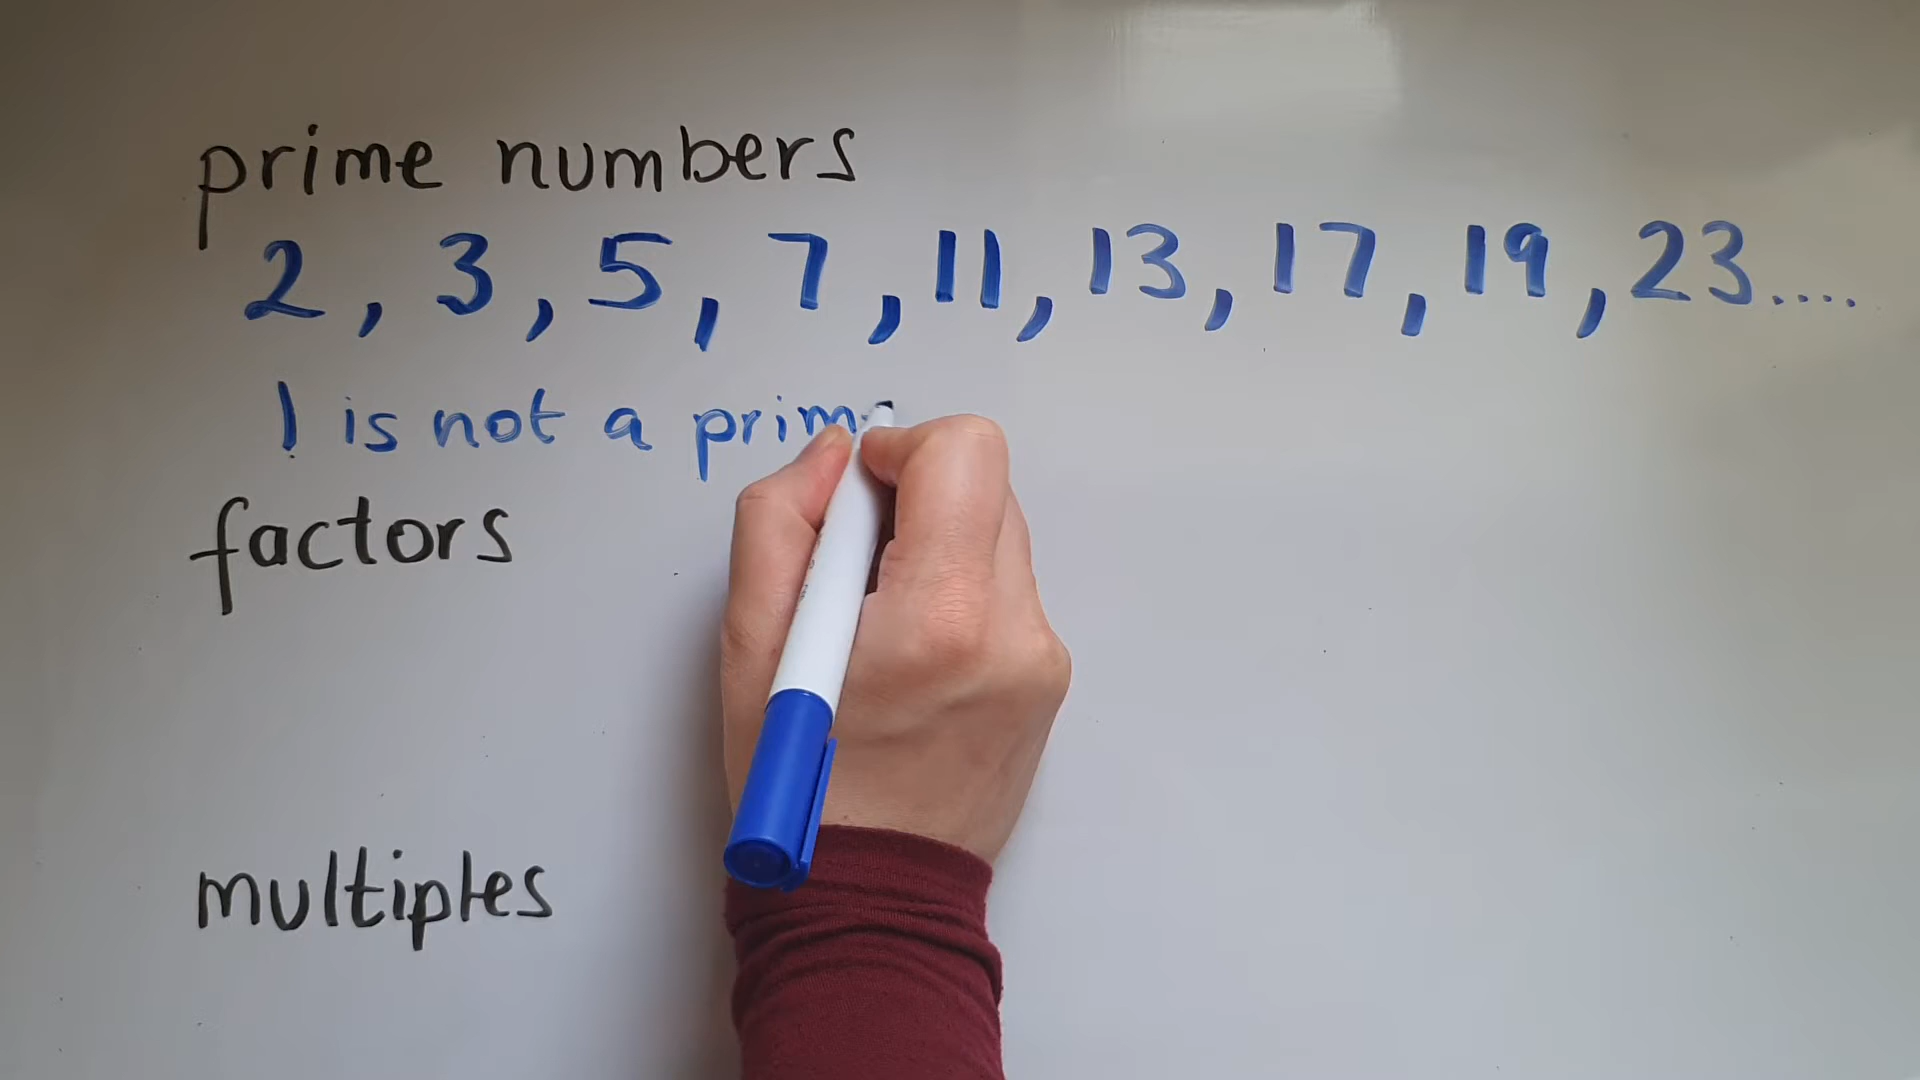 prime numbers
2, 3, 5, 7, 11, 13, 17, 19, 23....
1 is not a prim
factors
multiples